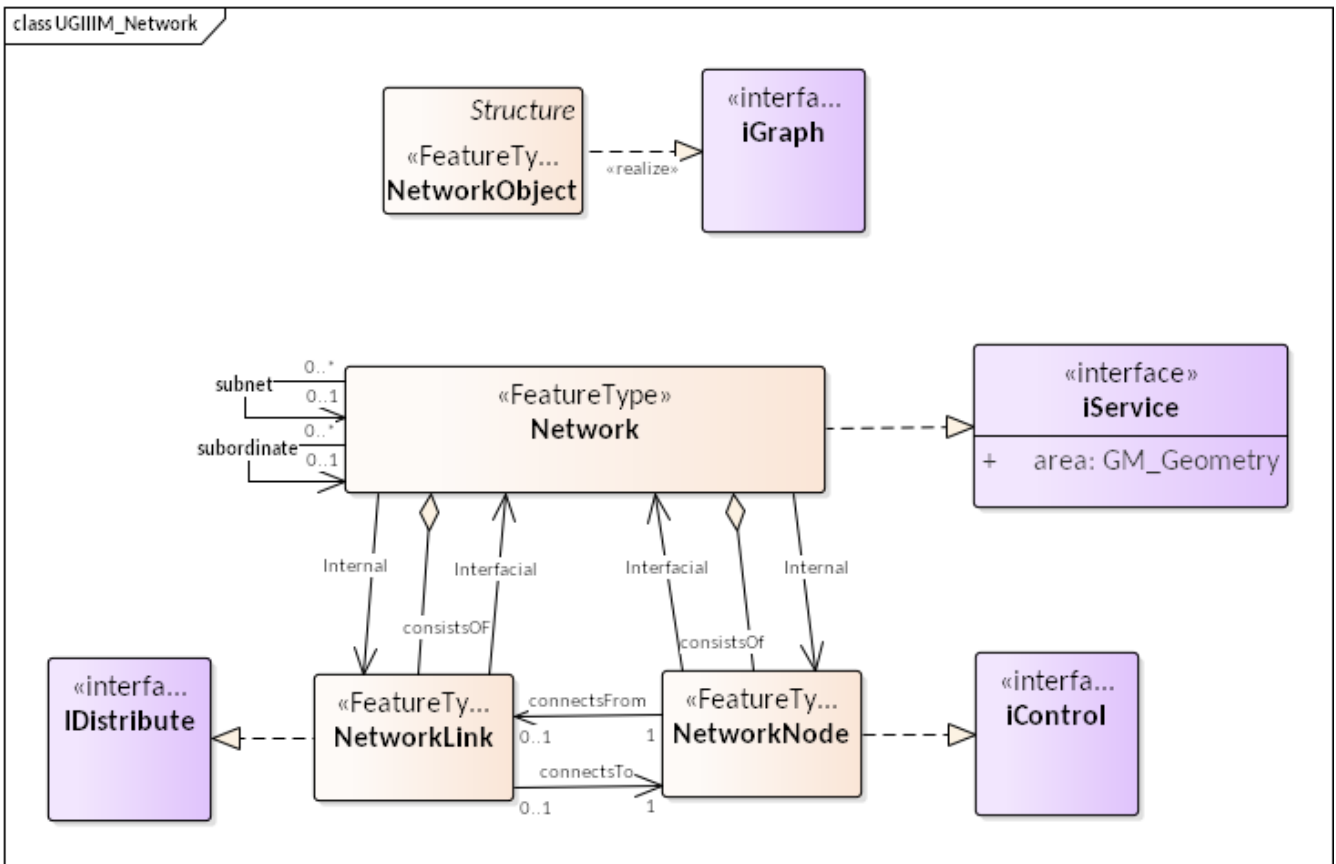 class UGIIIM_Network
Structure
«FeatureTy...
NetworkObject
«realize»
«interfa...
iGraph
0..*
subnet
0..1
0..*
subordinate
0..1
«FeatureType»
Network
«interface»
iService
+ area: GM_Geometry
Internal
Interfacial
Interfacial
Internal
consistsOF
consistsOf
«interfa...
IDistribute
«FeatureTy...
NetworkLink
connectsFrom
0..1
1
connectsTo
0..1
1
«FeatureTy...
NetworkNode
«interfa...
iControl